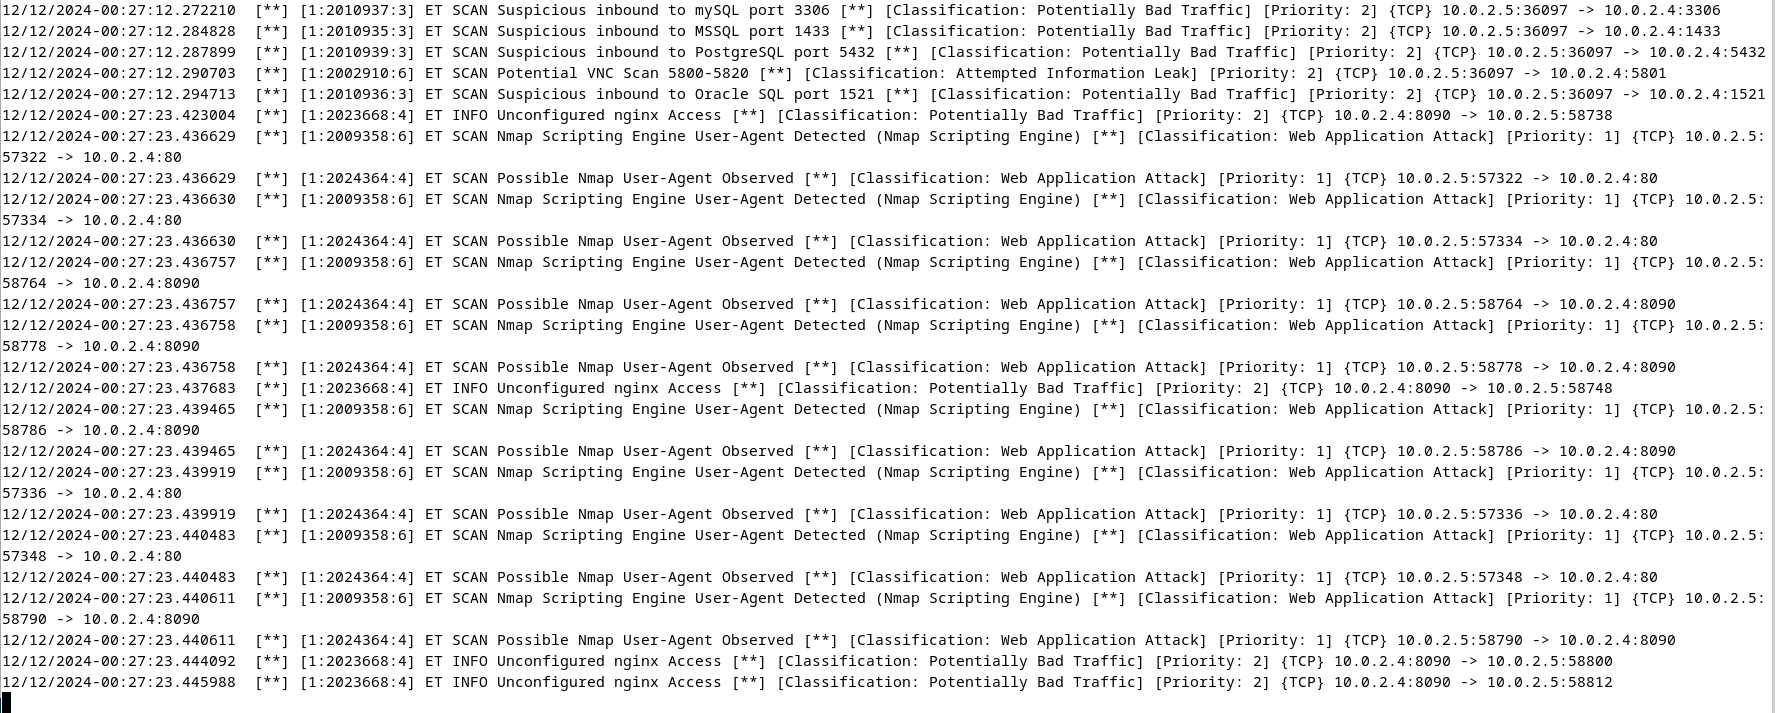 12/12/2024-00:27:12.272210  [**] [1:2010937:3] ET SCAN Suspicious inbound to mySQL port 3306 [**] [Classification: Potentially Bad Traffic] [Priority: 2] {TCP} 10.0.2.5:36097 -> 10.0.2.4:3306
12/12/2024-00:27:12.284828  [**] [1:2010935:3] ET SCAN Suspicious inbound to MSSQL port 1433 [**] [Classification: Potentially Bad Traffic] [Priority: 2] {TCP} 10.0.2.5:36097 -> 10.0.2.4:1433
12/12/2024-00:27:12.287899  [**] [1:2010939:3] ET SCAN Suspicious inbound to PostgreSQL port 5432 [**] [Classification: Potentially Bad Traffic] [Priority: 2] {TCP} 10.0.2.5:36097 -> 10.0.2.4:5432
12/12/2024-00:27:12.290703  [**] [1:2002910:6] ET SCAN Potential VNC Scan 5800-5820 [**] [Classification: Attempted Information Leak] [Priority: 2] {TCP} 10.0.2.5:36097 -> 10.0.2.4:5801
12/12/2024-00:27:12.294713  [**] [1:2010936:3] ET SCAN Suspicious inbound to Oracle SQL port 1521 [**] [Classification: Potentially Bad Traffic] [Priority: 2] {TCP} 10.0.2.5:36097 -> 10.0.2.4:1521
12/12/2024-00:27:23.423004  [**] [1:2023668:4] ET INFO Unconfigured nginx Access [**] [Classification: Potentially Bad Traffic] [Priority: 2] {TCP} 10.0.2.4:8090 -> 10.0.2.5:58738
12/12/2024-00:27:23.436629  [**] [1:2009358:6] ET SCAN Nmap Scripting Engine User-Agent Detected (Nmap Scripting Engine) [**] [Classification: Web Application Attack] [Priority: 1] {TCP} 10.0.2.5:
57322 -> 10.0.2.4:80
12/12/2024-00:27:23.436629  [**] [1:2024364:4] ET SCAN Possible Nmap User-Agent Observed [**] [Classification: Web Application Attack] [Priority: 1] {TCP} 10.0.2.5:57322 -> 10.0.2.4:80
12/12/2024-00:27:23.436630  [**] [1:2009358:6] ET SCAN Nmap Scripting Engine User-Agent Detected (Nmap Scripting Engine) [**] [Classification: Web Application Attack] [Priority: 1] {TCP} 10.0.2.5:
57334 -> 10.0.2.4:80
12/12/2024-00:27:23.436630  [**] [1:2024364:4] ET SCAN Possible Nmap User-Agent Observed [**] [Classification: Web Application Attack] [Priority: 1] {TCP} 10.0.2.5:57334 -> 10.0.2.4:80
12/12/2024-00:27:23.436757  [**] [1:2009358:6] ET SCAN Nmap Scripting Engine User-Agent Detected (Nmap Scripting Engine) [**] [Classification: Web Application Attack] [Priority: 1] {TCP} 10.0.2.5:
58764 -> 10.0.2.4:8090
12/12/2024-00:27:23.436757  [**] [1:2024364:4] ET SCAN Possible Nmap User-Agent Observed [**] [Classification: Web Application Attack] [Priority: 1] {TCP} 10.0.2.5:58764 -> 10.0.2.4:8090
12/12/2024-00:27:23.436758  [**] [1:2009358:6] ET SCAN Nmap Scripting Engine User-Agent Detected (Nmap Scripting Engine) [**] [Classification: Web Application Attack] [Priority: 1] {TCP} 10.0.2.5:
58778 -> 10.0.2.4:8090
12/12/2024-00:27:23.436758  [**] [1:2024364:4] ET SCAN Possible Nmap User-Agent Observed [**] [Classification: Web Application Attack] [Priority: 1] {TCP} 10.0.2.5:58778 -> 10.0.2.4:8090
12/12/2024-00:27:23.437683  [**] [1:2023668:4] ET INFO Unconfigured nginx Access [**] [Classification: Potentially Bad Traffic] [Priority: 2] {TCP} 10.0.2.4:8090 -> 10.0.2.5:58748
12/12/2024-00:27:23.439465  [**] [1:2009358:6] ET SCAN Nmap Scripting Engine User-Agent Detected (Nmap Scripting Engine) [**] [Classification: Web Application Attack] [Priority: 1] {TCP} 10.0.2.5:
58786 -> 10.0.2.4:8090
12/12/2024-00:27:23.439465  [**] [1:2024364:4] ET SCAN Possible Nmap User-Agent Observed [**] [Classification: Web Application Attack] [Priority: 1] {TCP} 10.0.2.5:58786 -> 10.0.2.4:8090
12/12/2024-00:27:23.439919  [**] [1:2009358:6] ET SCAN Nmap Scripting Engine User-Agent Detected (Nmap Scripting Engine) [**] [Classification: Web Application Attack] [Priority: 1] {TCP} 10.0.2.5:
57336 -> 10.0.2.4:80
12/12/2024-00:27:23.439919  [**] [1:2024364:4] ET SCAN Possible Nmap User-Agent Observed [**] [Classification: Web Application Attack] [Priority: 1] {TCP} 10.0.2.5:57336 -> 10.0.2.4:80
12/12/2024-00:27:23.440483  [**] [1:2009358:6] ET SCAN Nmap Scripting Engine User-Agent Detected (Nmap Scripting Engine) [**] [Classification: Web Application Attack] [Priority: 1] {TCP} 10.0.2.5:
57348 -> 10.0.2.4:80
12/12/2024-00:27:23.440483  [**] [1:2024364:4] ET SCAN Possible Nmap User-Agent Observed [**] [Classification: Web Application Attack] [Priority: 1] {TCP} 10.0.2.5:57348 -> 10.0.2.4:80
12/12/2024-00:27:23.440611  [**] [1:2009358:6] ET SCAN Nmap Scripting Engine User-Agent Detected (Nmap Scripting Engine) [**] [Classification: Web Application Attack] [Priority: 1] {TCP} 10.0.2.5:
58790 -> 10.0.2.4:8090
12/12/2024-00:27:23.440611  [**] [1:2024364:4] ET SCAN Possible Nmap User-Agent Observed [**] [Classification: Web Application Attack] [Priority: 1] {TCP} 10.0.2.5:58790 -> 10.0.2.4:8090
12/12/2024-00:27:23.444092  [**] [1:2023668:4] ET INFO Unconfigured nginx Access [**] [Classification: Potentially Bad Traffic] [Priority: 2] {TCP} 10.0.2.4:8090 -> 10.0.2.5:58800
12/12/2024-00:27:23.445988  [**] [1:2023668:4] ET INFO Unconfigured nginx Access [**] [Classification: Potentially Bad Traffic] [Priority: 2] {TCP} 10.0.2.4:8090 -> 10.0.2.5:58812